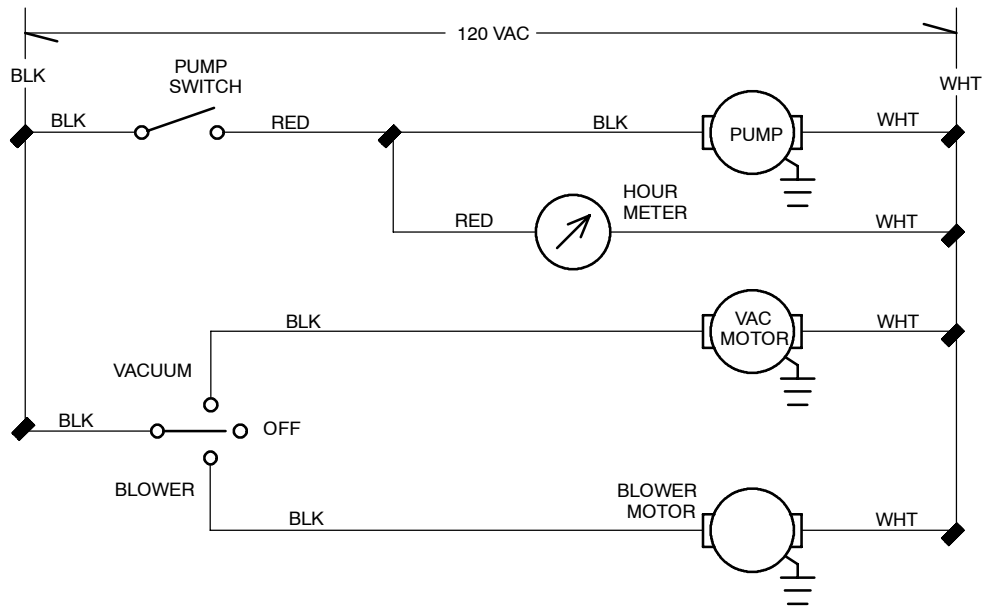 120 VAC
BLK
WHT
PUMP
SWITCH
BLK
RED
BLK
PUMP
WHT
HOUR
METER
RED
WHT
BLK
VAC
MOTOR
WHT
VACUUM
BLK
OFF
BLOWER
BLOWER
MOTOR
BLK
WHT